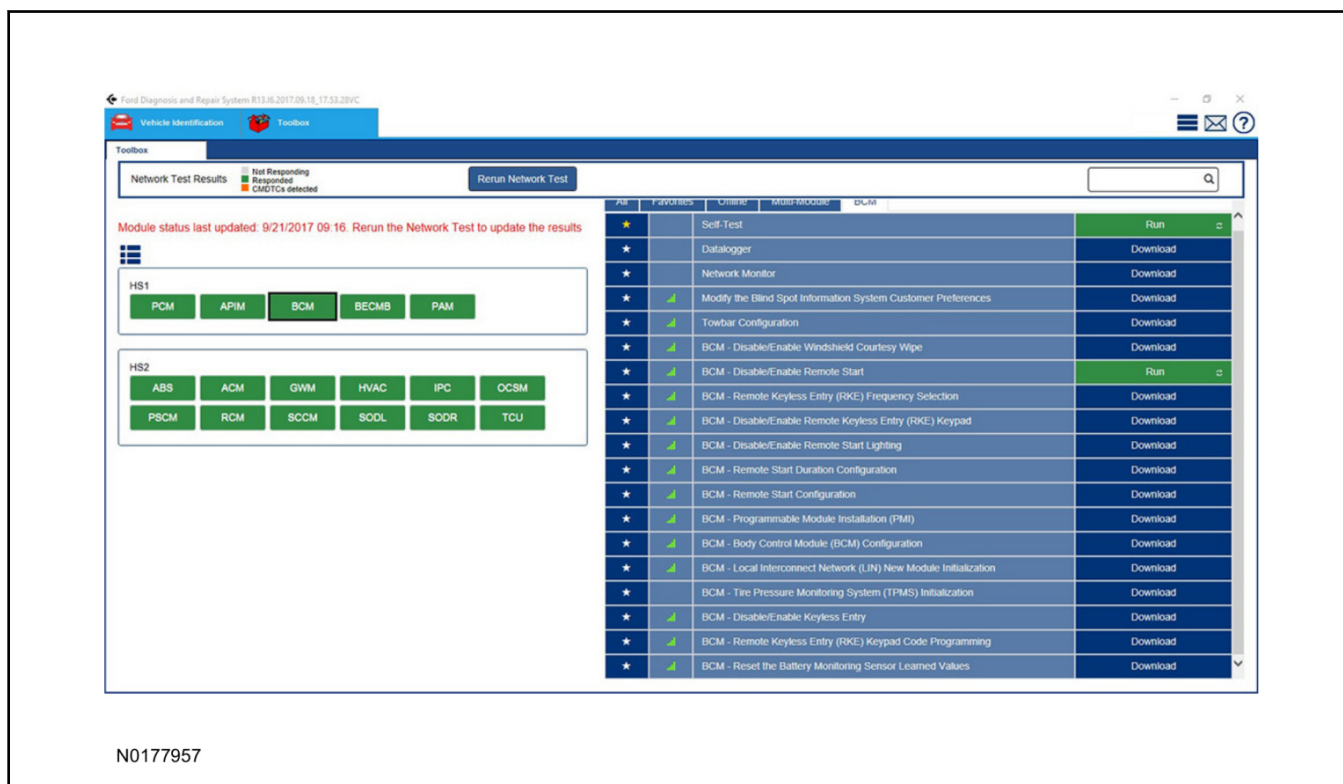 Ford Diagnosis and Repair System R13.I6.2017.09.18_17.53.28VC
Vehicle Identification
Toolbox
Toolbox
Network Test Results
Not Responding
Responded
CMDTCs detected
Rerun Network Test
All Favorites Offline Multi-Module BCM
Module status last updated: 9/21/2017 09:16. Rerun the Network Test to update the results
HS1
PCM APIM BCM BECMB PAM
HS2
ABS ACM GWM HVAC IPC OCSM
PSCM RCM SCCM SODL SODR TCU
Self-Test Run
Datalogger Download
Network Monitor Download
Modify the Blind Spot Information System Customer Preferences Download
Towbar Configuration Download
BCM - Disable/Enable Windshield Courtesy Wipe Download
BCM - Disable/Enable Remote Start Run
BCM - Remote Keyless Entry (RKE) Frequency Selection Download
BCM - Disable/Enable Remote Keyless Entry (RKE) Keypad Download
BCM - Disable/Enable Remote Start Lighting Download
BCM - Remote Start Duration Configuration Download
BCM - Remote Start Configuration Download
BCM - Programmable Module Installation (PMI) Download
BCM - Body Control Module (BCM) Configuration Download
BCM - Local Interconnect Network (LIN) New Module Initialization Download
BCM - Tire Pressure Monitoring System (TPMS) Initialization Download
BCM - Disable/Enable Keyless Entry Download
BCM - Remote Keyless Entry (RKE) Keypad Code Programming Download
BCM - Reset the Battery Monitoring Sensor Learned Values Download
N0177957